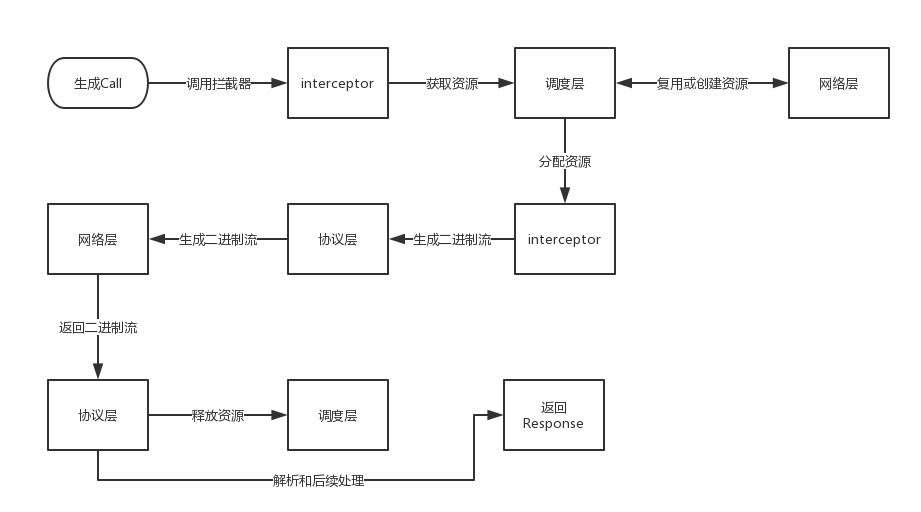 生成Call
调用拦截器
interceptor
获取资源
调度层
复用或创建资源
网络层
分配资源
网络层
生成二进制流
协议层
生成二进制流
interceptor
返回二进制流
协议层
释放资源
调度层
返回
Response
解析和后续处理